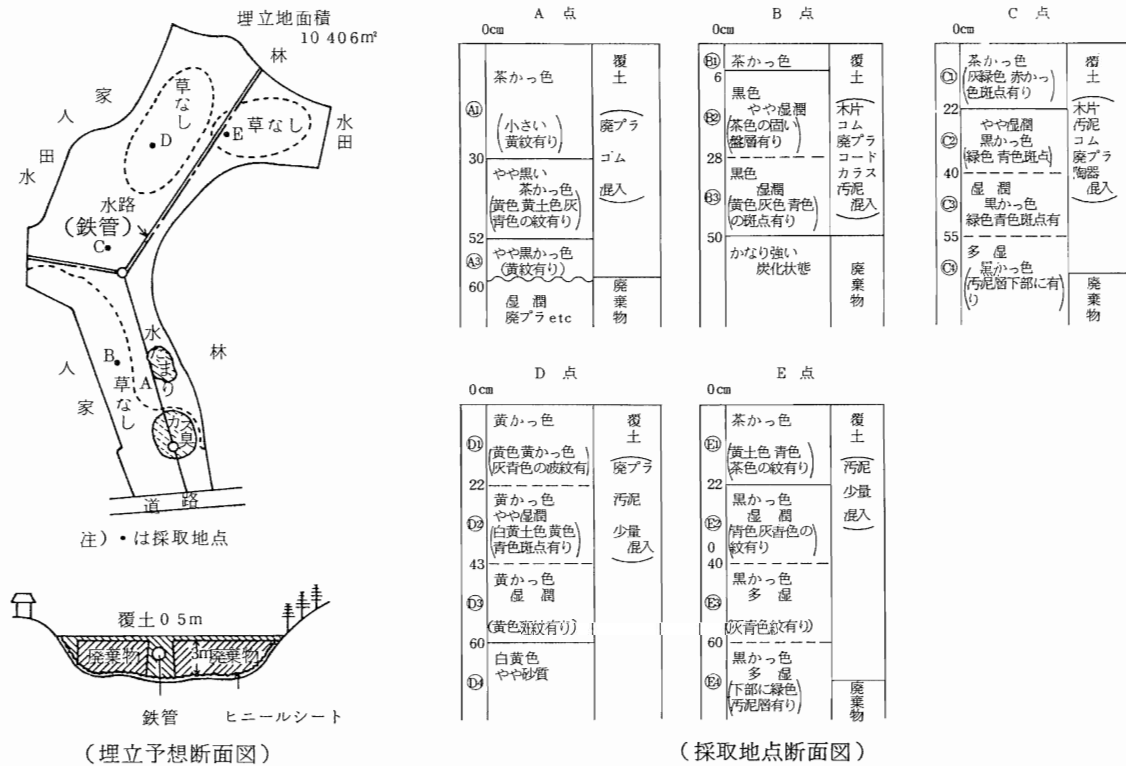 埋立地面積
10 406m²
林
人
家
草なし
D
E
草なし
水
田
水
田
水路
(鉄管)
C
水たまり
林
B
A
人
家
草なし
ガス臭
道 路
注) • は採取地点
覆土0 5m
廃棄物
3m
廃棄物
鉄管
ヒニールシート
(埋立予想断面図)
A 点
0cm
茶かっ色
A1
(小さい
黄紋有り)
30
やや黒い
茶かっ色
(黄色 黄土色 灰
青色の紋有り)
52
A3
やや黒かっ色
(黄紋有り)
60
湿 潤
廃プラ etc
覆
土
(廃プラ
ゴム
混入)
廃
棄
物
B 点
0cm
B1
茶かっ色
6
黒色
やや湿潤
B2
(茶色の固い
盤層有り)
28
黒色
湿潤
B3
(黄色 灰色 青色
の斑点有り)
50
かなり強い
炭化状態
覆
土
(木片
コム
廃プラ
コード
カラス
汚泥
混入)
廃
棄
物
C 点
0cm
茶かっ色
C1
(灰緑色 赤かっ
色斑点有り)
22
やや湿潤
C2
黒かっ色
(緑色 青色斑点)
40
湿 潤
C3
黒かっ色
緑色青色斑点有
55
多 湿
C4
黒かっ色
(汚泥層下部に有
り)
覆
土
(木片
汚泥
コム
廃プラ
陶器
混入)
廃
棄
物
D 点
0cm
黄かっ色
D1
(黄色 黄かっ色
灰青色の波紋有)
22
黄かっ色
やや湿潤
D2
(白黄土色 黄色
青色斑点有り)
43
黄かっ色
湿 潤
D3
(黄色斑紋有り)
60
白黄色
やや砂質
D4
覆
土
(廃プラ
汚泥
少量
混入)
E 点
0cm
茶かっ色
E1
(黄土色 青色
茶色の紋有り)
22
黒かっ色
湿 潤
E2
(青色 灰青色の
紋有り)
0
40
黒かっ色
多 湿
E3
(灰青色紋有り)
60
黒かっ色
多 湿
E4
(下部に緑色
汚泥層有り)
覆
土
(汚泥
少量
混入)
廃
棄
物
(採取地点断面図)